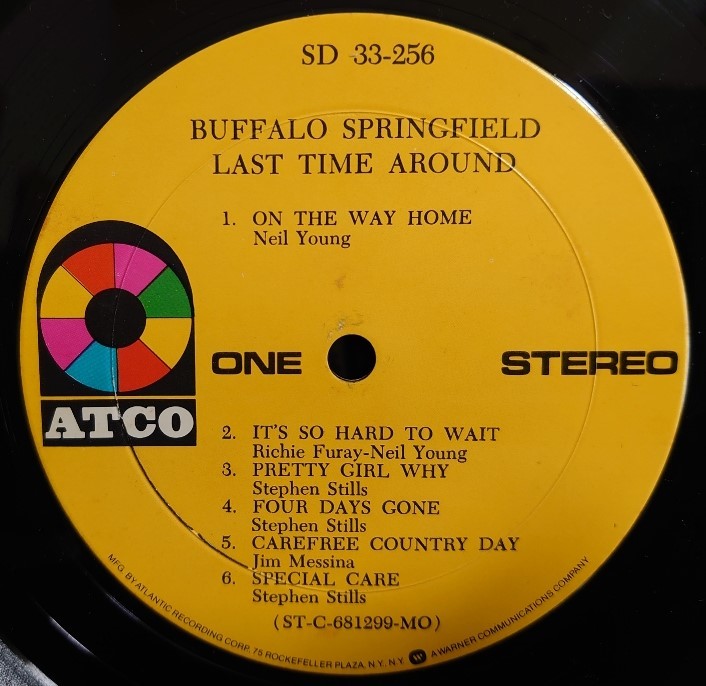 SD 33-256
BUFFALO SPRINGFIELD
LAST TIME AROUND
1. ON THE WAY HOME
Neil Young
ONE
STEREO
ATCO
2. IT'S SO HARD TO WAIT
Richie Furay-Neil Young
3. PRETTY GIRL WHY
Stephen Stills
4. FOUR DAYS GONE
Stephen Stills
5. CAREFREE COUNTRY DAY
Jim Messina
6. SPECIAL CARE
Stephen Stills
(ST-C-681299-MO)
MFG. BY ATLANTIC RECORDING CORP. 75 ROCKEFELLER PLAZA, N.Y. N.Y. W A WARNER COMMUNICATIONS COMPANY